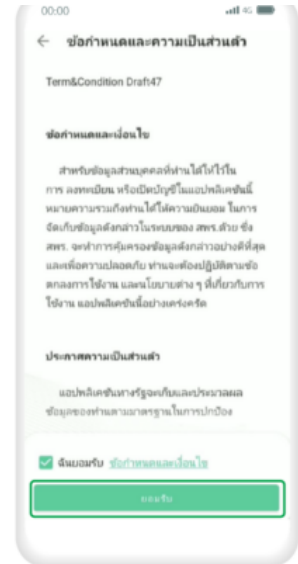 00:00
4G
ข้อกำหนดและความเป็นส่วนตัว
Term&Condition Draft47
ข้อกำหนดและเงื่อนไข
สำหรับข้อมูลส่วนบุคคลที่ท่านได้ให้ไว้ใน
การ ลงทะเบียน หรือเปิดบัญชีในแอปพลิเคชันนี้
หมายความรวมถึงท่านได้ให้ความยินยอม ในการ
จัดเก็บข้อมูลดังกล่าวในระบบของ สพร.ด้วย ซึ่ง
สพร. จะทำการคุ้มครองข้อมูลดังกล่าวอย่างดีที่สุด
และเพื่อความปลอดภัย ท่านจะต้องปฏิบัติตามข้อ
ตกลงการใช้งาน และนโยบายต่าง ๆ ที่เกี่ยวกับการ
ใช้งาน แอปพลิเคชันนี้อย่างเคร่งครัด
ประกาศความเป็นส่วนตัว
แอปพลิเคชันทางรัฐจะเก็บและประมวลผล
ข้อมูลของท่านตามมาตรฐานในการปกป้อง
ฉันยอมรับ ข้อกำหนดและเงื่อนไข
ยอมรับ